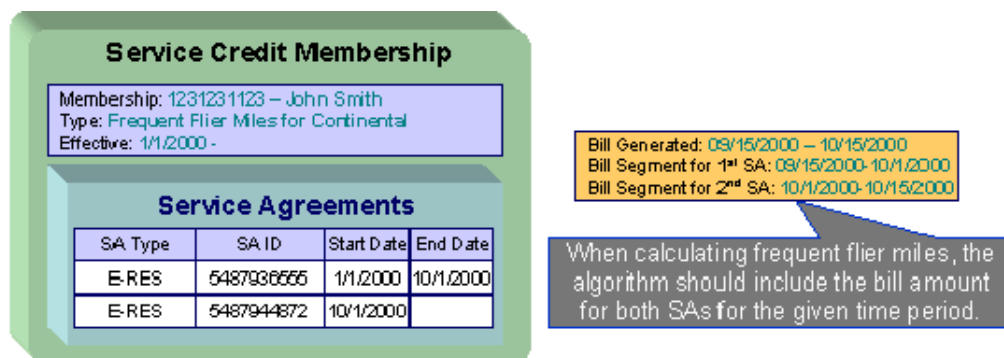 Service Credit Membership
Membership: 1231231123 – John Smith
Type: Frequent Flier Miles for Continental
Effective: 1/1/2000 -
Service Agreements
SA Type SA ID Start Date End Date
E-RES 5487936555 1/1/2000 10/1/2000
E-RES 5487944872 10/1/2000
Bill Generated: 09/15/2000 – 10/15/2000
Bill Segment for 1st SA: 09/15/2000-10/1/2000
Bill Segment for 2nd SA: 10/1/2000-10/15/2000
When calculating frequent flier miles, the
algorithm should include the bill amount
for both SAs for the given time period.